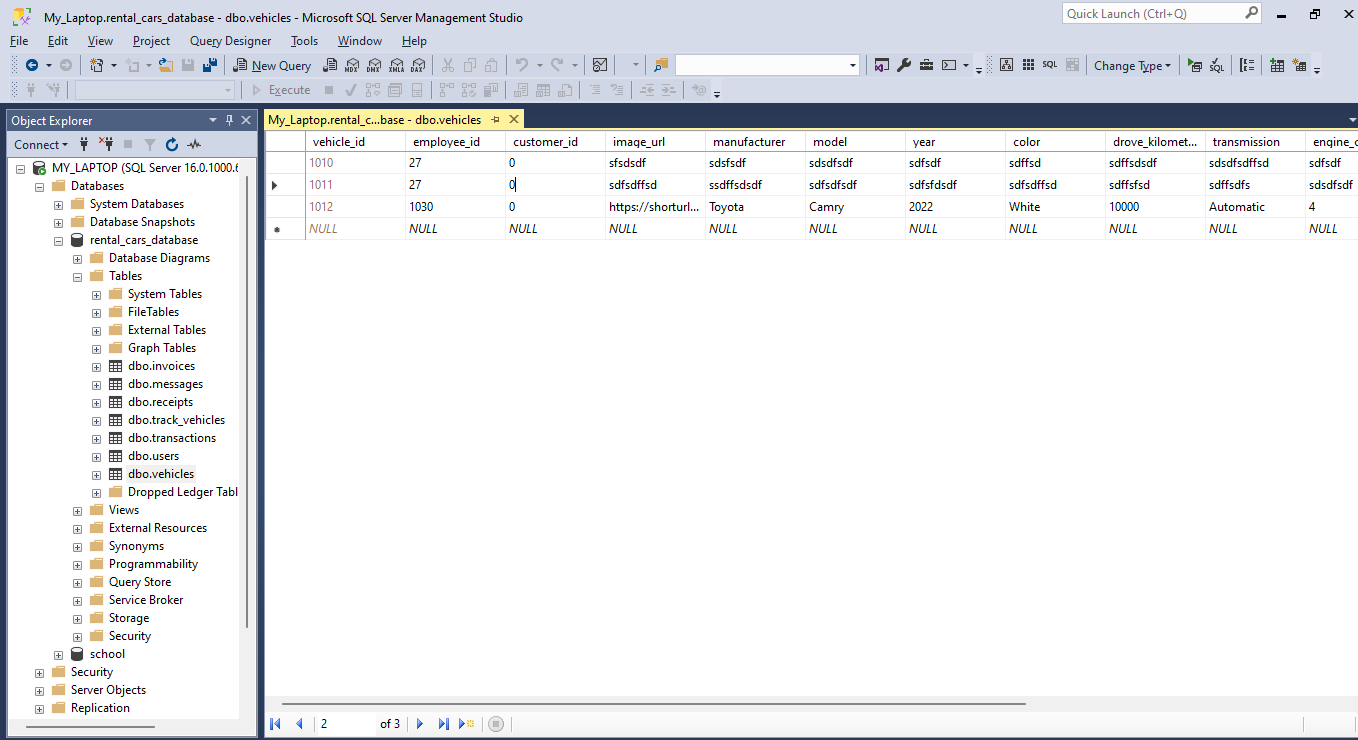 My_Laptop.rental_cars_database - dbo.vehicles - Microsoft SQL Server Management Studio
Quick Launch (Ctrl+Q)
File Edit View Project Query Designer Tools Window Help
New Query MDX DMX XMLA DAX SQL Change Type SQL
Execute
Object Explorer
My_Laptop.rental_c...base - dbo.vehicles
Connect
MY_LAPTOP (SQL Server 16.0.1000.6
Databases
System Databases
Database Snapshots
rental_cars_database
Database Diagrams
Tables
System Tables
FileTables
External Tables
Graph Tables
dbo.invoices
dbo.messages
dbo.receipts
dbo.track_vehicles
dbo.transactions
dbo.users
dbo.vehicles
Dropped Ledger Tabl
Views
External Resources
Synonyms
Programmability
Query Store
Service Broker
Storage
Security
school
Security
Server Objects
Replication
vehicle_id employee_id customer_id image_url manufacturer model year color drove_kilomet... transmission engine_c
1010 27 0 sfsdsdf sdsfsdf sdsdfsdf sdfsdf sdffsd sdffsdsdf sdsdfsdffsd sdfsdf
1011 27 0 sdfsdffsd ssdffsdsdf sdfsdfsdf sdfsfdsdf sdfsdffsd sdffsfsd sdffsdfs sdsdfsdf
1012 1030 0 https://shorturl... Toyota Camry 2022 White 10000 Automatic 4
NULL NULL NULL NULL NULL NULL NULL NULL NULL NULL NULL
2 of 3